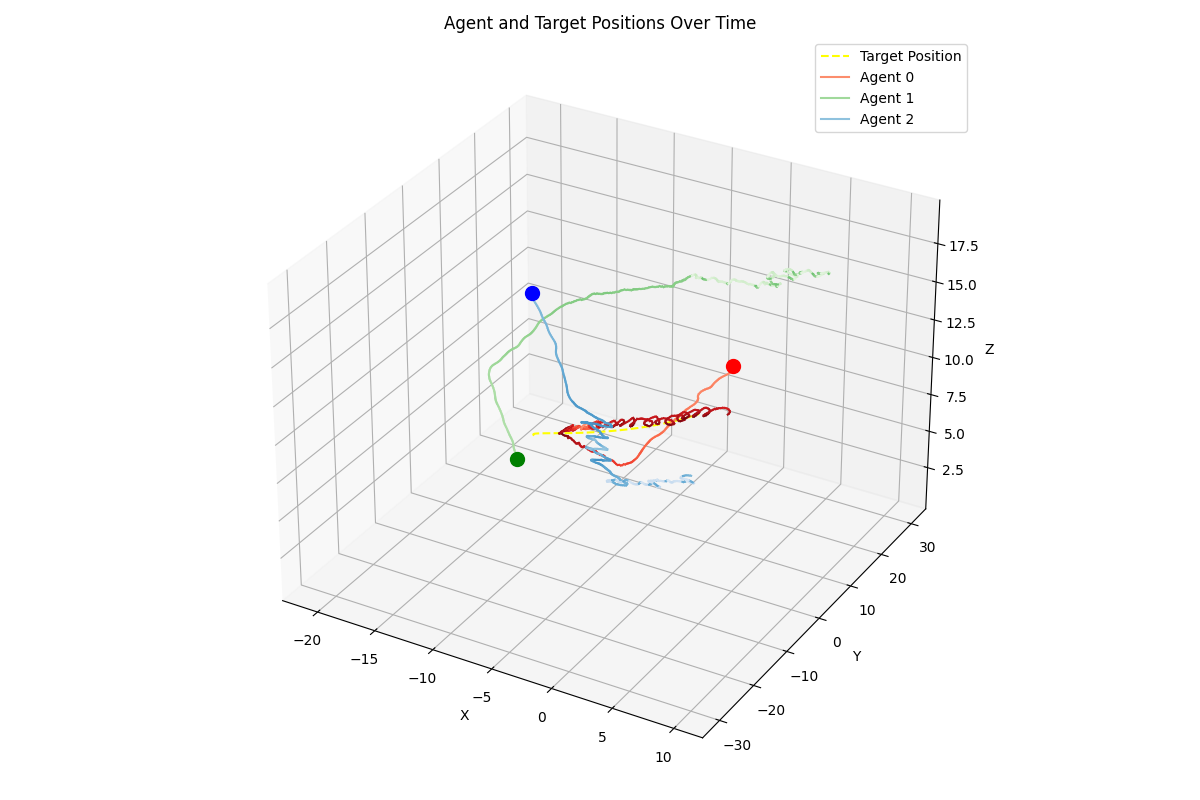 Agent and Target Positions Over Time
Target Position
Agent 0
Agent 1
Agent 2
17.5
15.0
12.5
10.0
7.5
5.0
2.5
Z
30
20
10
0
−10
−20
−30
Y
−20
−15
−10
−5
0
5
10
X